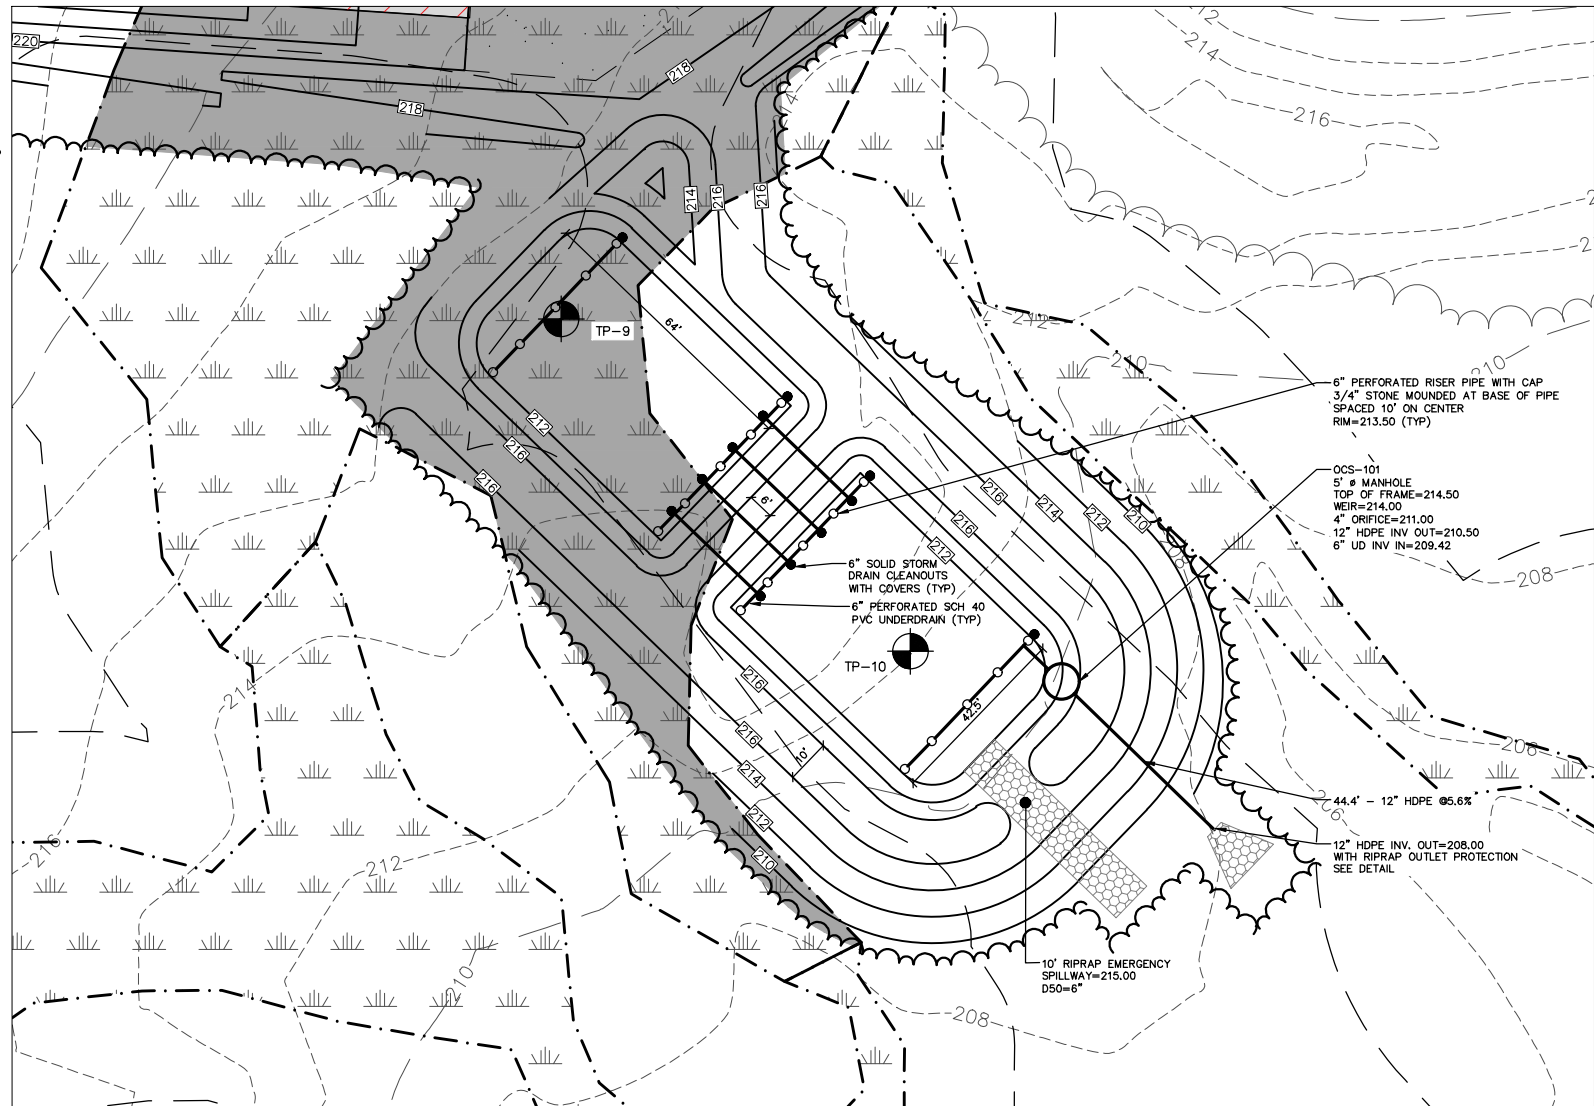 220
218
218
212
214
216
214
216
216
216
212
210
210
TP-9
64'
212
216
216
6'
216
214
212
210
216
212
208
6" PERFORATED RISER PIPE WITH CAP
3/4" STONE MOUNDED AT BASE OF PIPE
SPACED 10' ON CENTER
RIM=213.50 (TYP)
OCS-101
5' ø MANHOLE
TOP OF FRAME=214.50
WEIR=214.00
4" ORIFICE=211.00
12" HDPE INV OUT=210.50
6" UD INV IN=209.42
6" SOLID STORM
DRAIN CLEANOUTS
WITH COVERS (TYP)
6" PERFORATED SCH 40
PVC UNDERDRAIN (TYP)
TP-10
42.5'
208
214
216
216
214
212
210
10'
208
206
44.4' - 12" HDPE @5.6%
12" HDPE INV. OUT=208.00
WITH RIPRAP OUTLET PROTECTION
SEE DETAIL
216
212
210
10' RIPRAP EMERGENCY
SPILLWAY=215.00
D50=6"
208